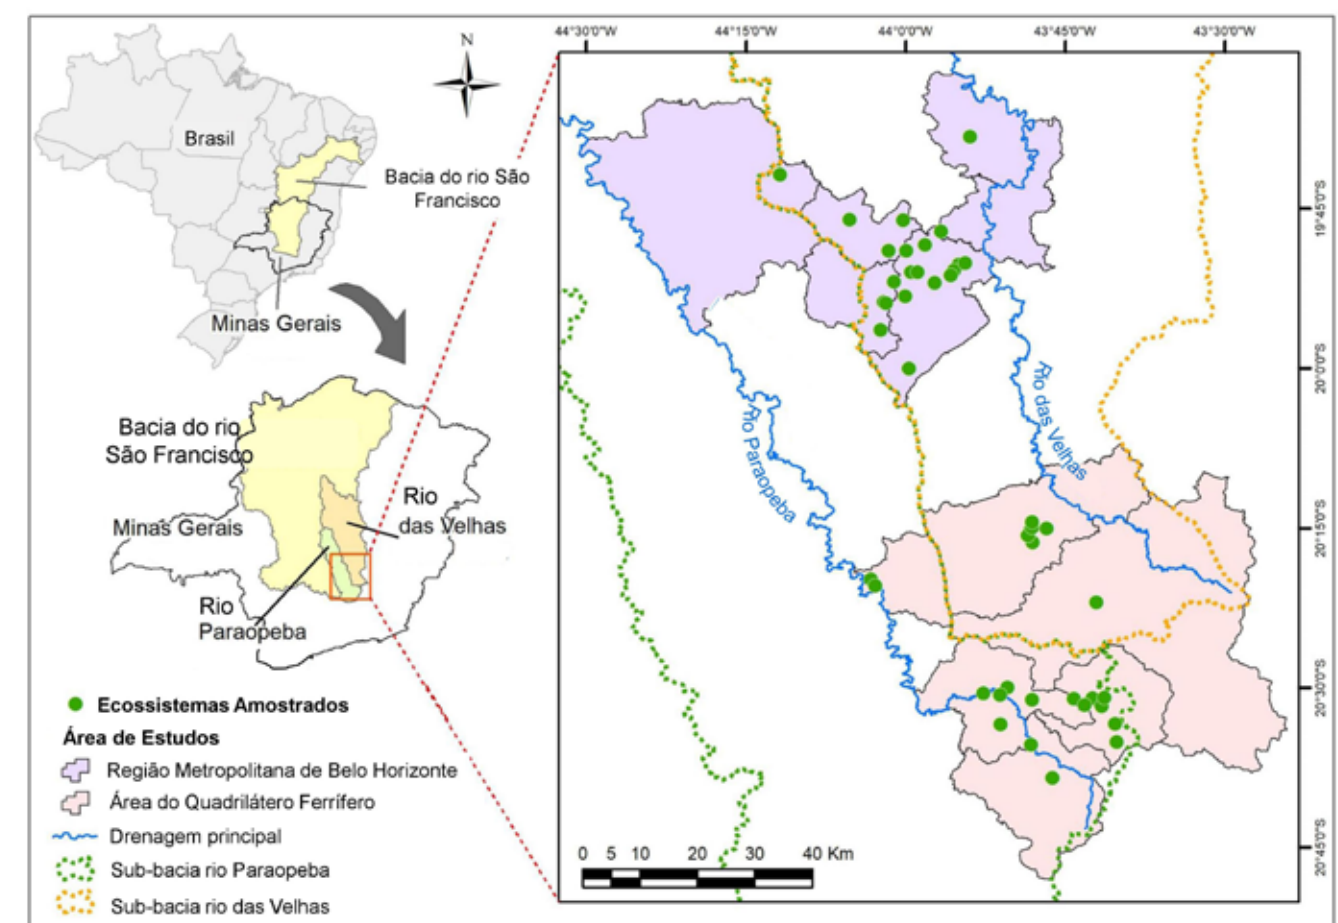 N
Brasil
Bacia do rio São
Francisco
Minas Gerais
Bacia do rio
São Francisco
Minas Gerais
Rio
das Velhas
Rio
Paraopeba
Ecossistemas Amostrados
Área de Estudos
Região Metropolitana de Belo Horizonte
Área do Quadrilátero Ferrífero
Drenagem principal
Sub-bacia rio Paraopeba
Sub-bacia rio das Velhas
44°30'0"W
44°15'0"W
44°0'0"W
43°45'0"W
43°30'0"W
19°45'0"S
20°0'0"S
20°15'0"S
20°30'0"S
20°45'0"S
Rio Paraopeba
Rio das Velhas
0 5 10 20 30 40 Km